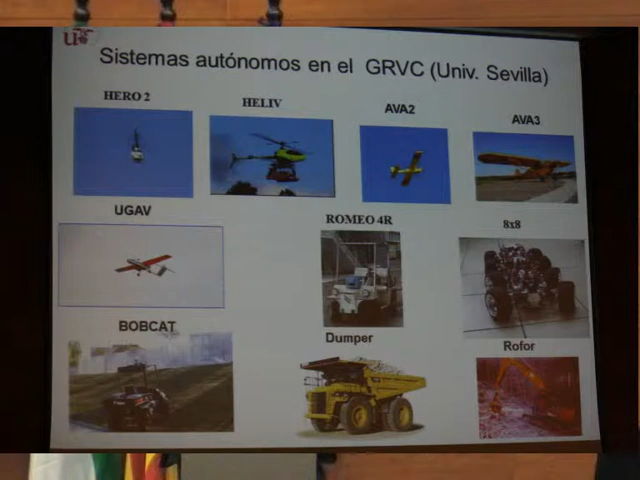 Sistemas autónomos en el GRVC (Univ. Sevilla)
HERO 2
HELIV
AVA2
AVA3
UGAV
ROMEO 4R
8x8
BOBCAT
Dumper
Rofor